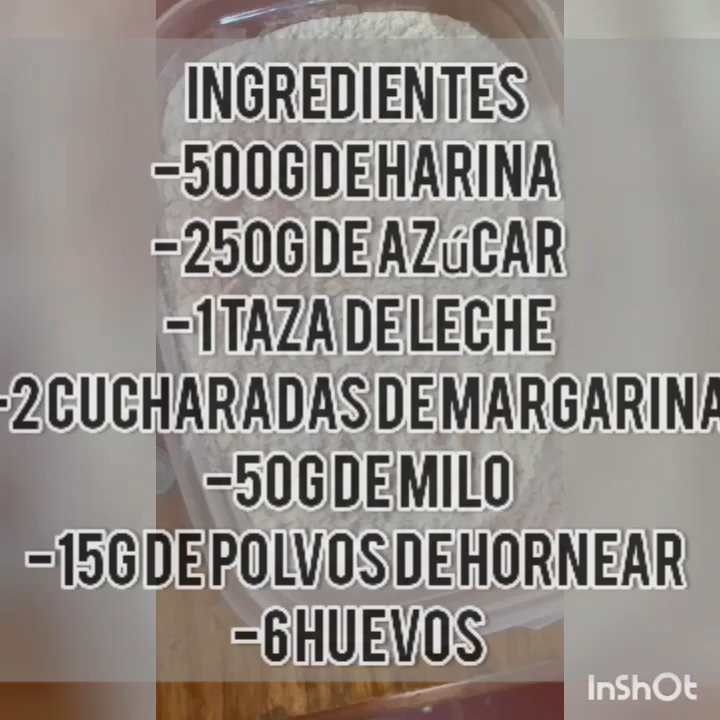 INGREDIENTES
-500G DE HARINA
-250G DE AZúCAR
-1 TAZA DE LECHE
-2 CUCHARADAS DE MARGARINA
-50G DE MILO
-15G DE POLVOS DE HORNEAR
-6 HUEVOS
InShOt